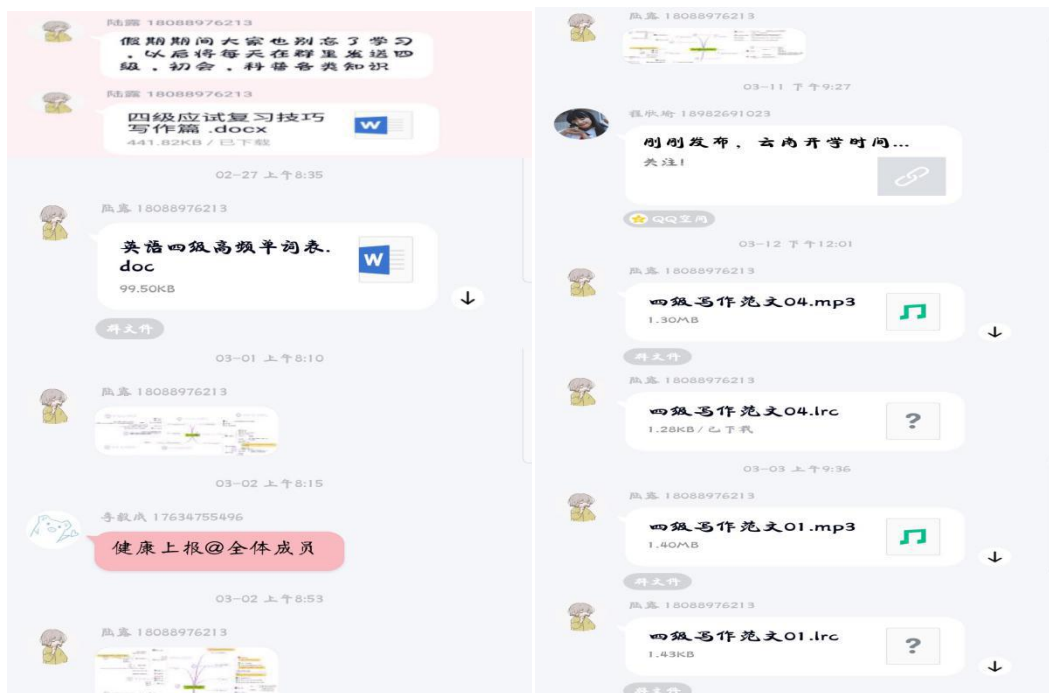 陆露 18088976213
假期期间大家也别忘了学习
，以后将每天在群里发送四
级，初会，科普各类知识
陆露 18088976213
四级应试复习技巧
写作篇 .docx
441.82KB / 已下载
02-27 上午8:35
陆露 18088976213
英语四级高频单词表.
doc
99.50KB
群文件
03-01 上午8:10
陆露 18088976213
03-02 上午8:15
17634755496
健康上报@全体成员
03-02 上午8:53
陆露 18088976213
陆露 18088976213
03-11 下午9:27
程欣瑜 18982691023
刚刚发布，云南开学时间...
关注!
QQ空间
03-12 下午12:01
陆露 18088976213
四级写作范文04.mp3
1.30MB
群文件
陆露 18088976213
四级写作范文04.lrc
1.28KB / 已下载
03-03 上午9:36
陆露 18088976213
四级写作范文01.mp3
1.40MB
群文件
陆露 18088976213
四级写作范文01.lrc
1.43KB
群文件